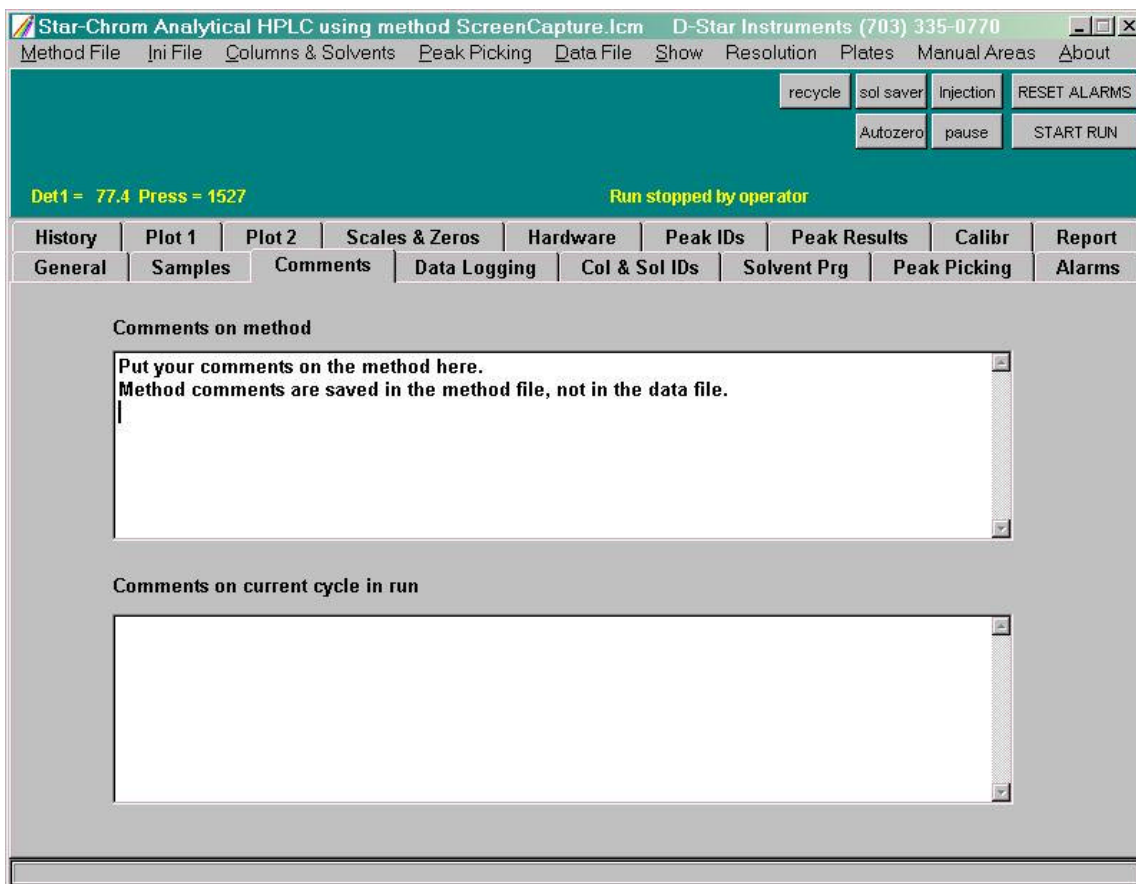 Star-Chrom Analytical HPLC using method ScreenCapture.lcm D-Star Instruments (703) 335-0770
Method File Ini File Columns & Solvents Peak Picking Data File Show Resolution Plates Manual Areas About
recycle sol saver Injection RESET ALARMS
Autozero pause START RUN
Det1 = 77.4 Press = 1527 Run stopped by operator
History Plot 1 Plot 2 Scales & Zeros Hardware Peak IDs Peak Results Calibr Report
General Samples Comments Data Logging Col & Sol IDs Solvent Prg Peak Picking Alarms
Comments on method
Put your comments on the method here.
Method comments are saved in the method file, not in the data file.
Comments on current cycle in run